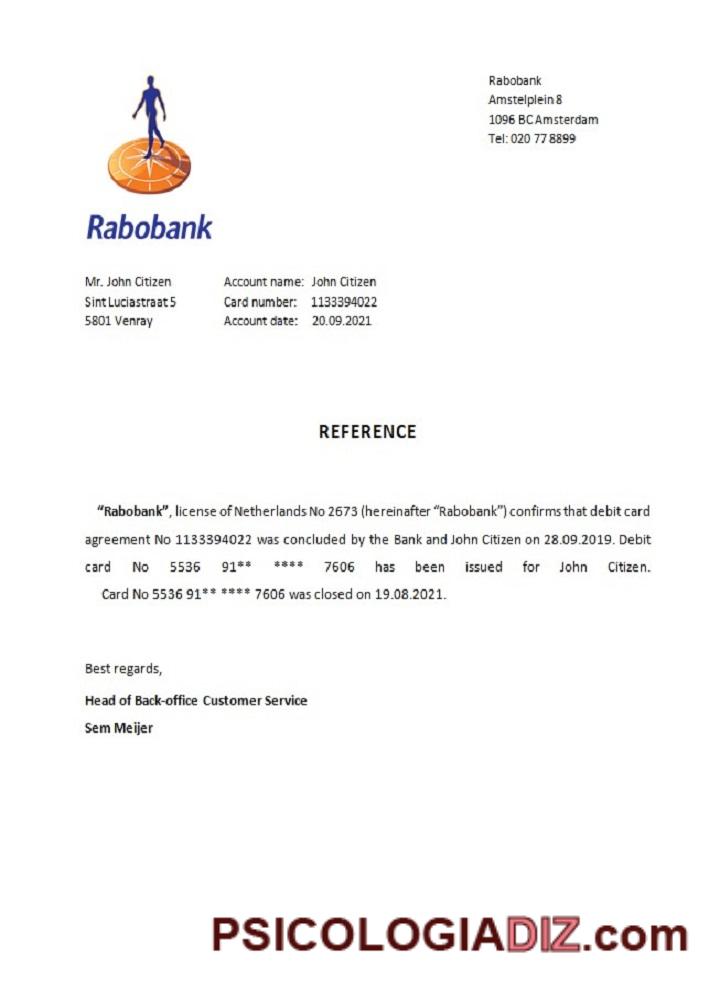 Rabobank
Amstelplein 8
1096 BC Amsterdam
Tel: 020 77 8899
Rabobank
Mr. John Citizen Account name: John Citizen
Sint Luciastraat 5 Card number: 1133394022
5801 Venray Account date: 20.09.2021
REFERENCE
“Rabobank”, license of Netherlands No 2673 (hereinafter “Rabobank”) confirms that debit card
agreement No 1133394022 was concluded by the Bank and John Citizen on 28.09.2019. Debit
card No 5536 91** **** 7606 has been issued for John Citizen.
Card No 5536 91** **** 7606 was closed on 19.08.2021.
Best regards,
Head of Back-office Customer Service
Sem Meijer
PSICOLOGIADIZ.com